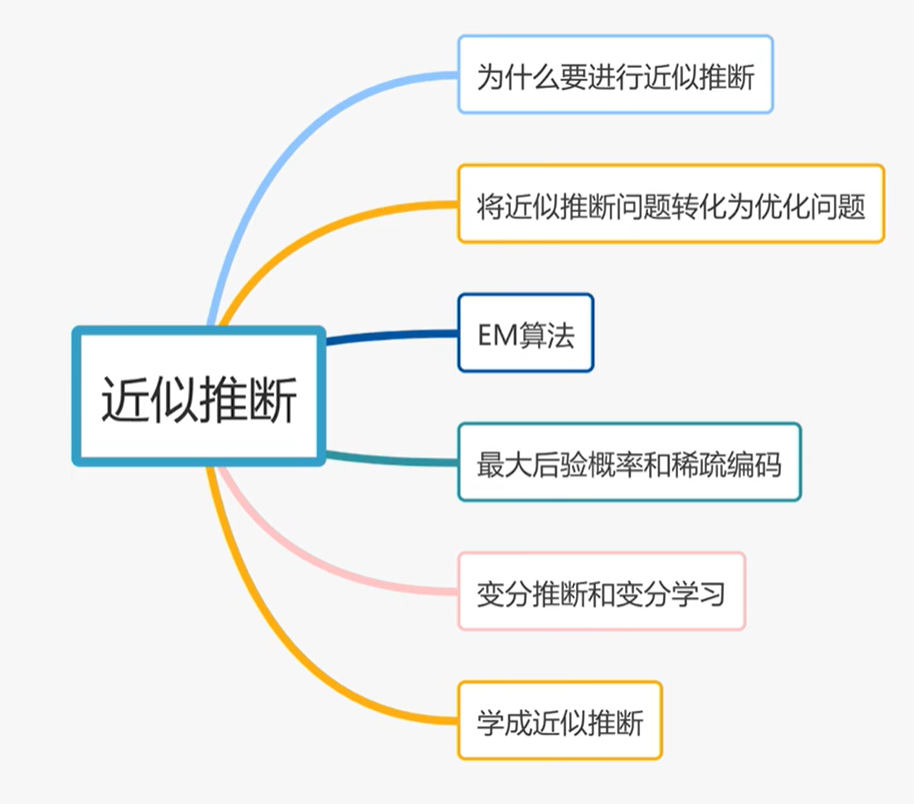 为什么要进行近似推断
将近似推断问题转化为优化问题
EM算法
近似推断
最大后验概率和稀疏编码
变分推断和变分学习
学成近似推断